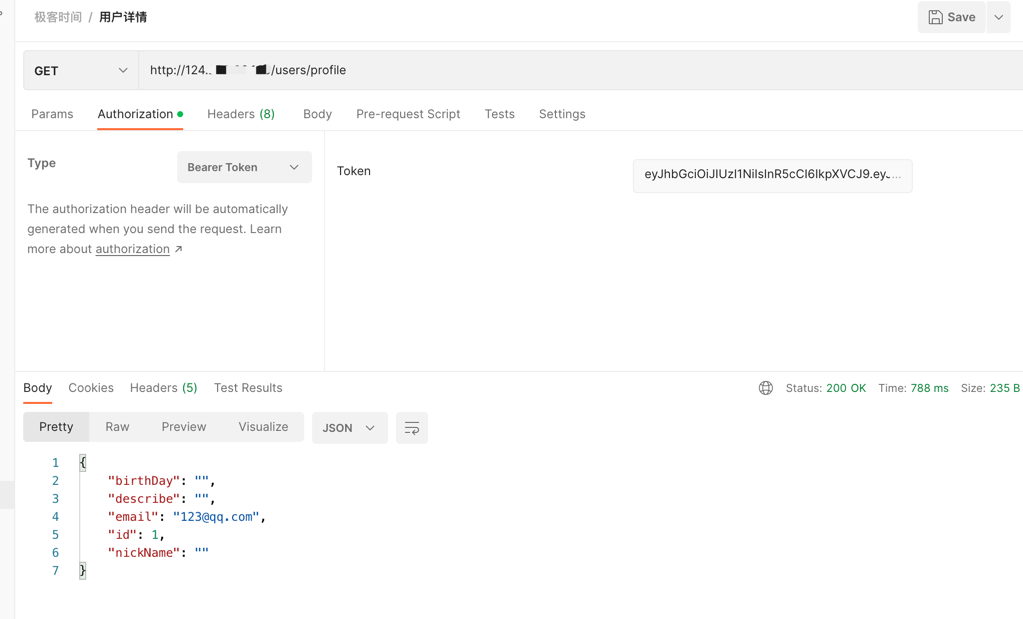 极客时间 / 用户详情
Save
GET
http://124.. /users/profile
Params Authorization Headers (8) Body Pre-request Script Tests Settings
Type
Bearer Token
Token
eyJhbGciOiJIUzI1NiIsInR5cCI6IkpXVCJ9.ey...
The authorization header will be automatically
generated when you send the request. Learn
more about authorization ↗
Body Cookies Headers (5) Test Results
Status: 200 OK Time: 788 ms Size: 235 B
Pretty Raw Preview Visualize JSON
1 {
2 "birthDay": "",
3 "describe": "",
4 "email": "123@qq.com",
5 "id": 1,
6 "nickName": ""
7 }